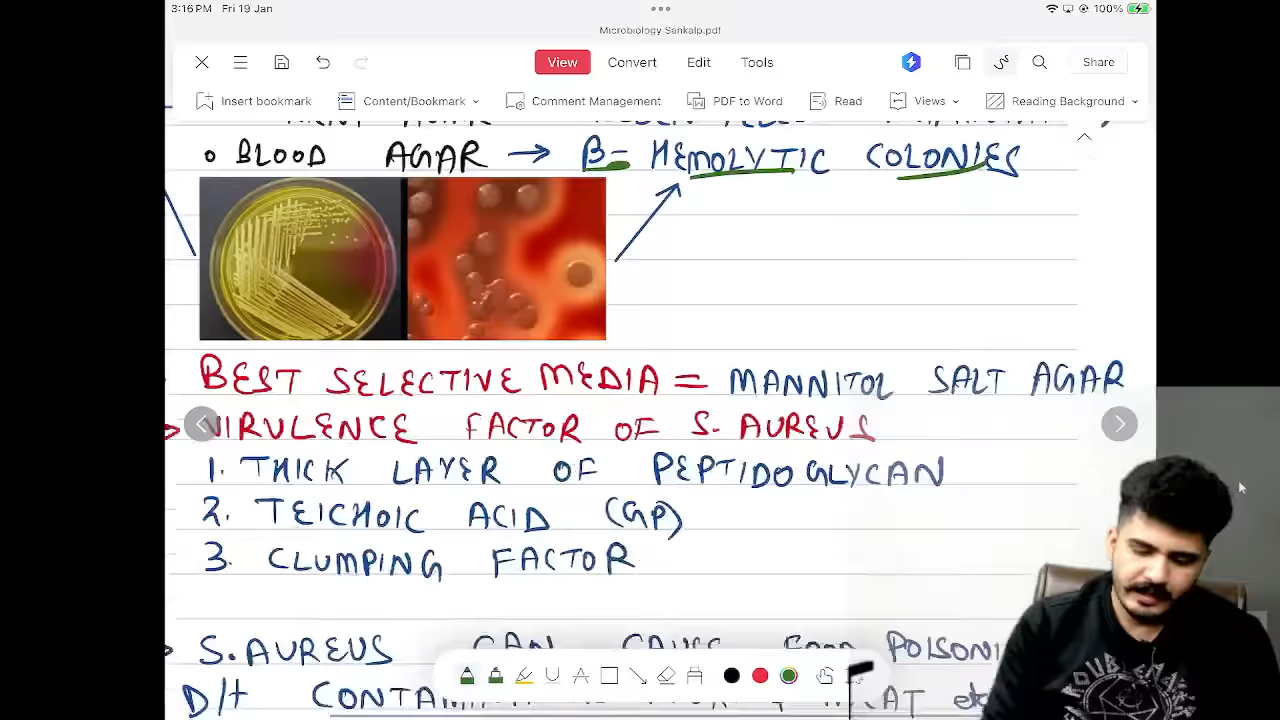 3:16 PM Fri 19 Jan
100%
Microbiology Sankalp.pdf
View Convert Edit Tools Share
Insert bookmark Content/Bookmark Comment Management PDF to Word Read Views Reading Background
BLOOD AGAR → β- HEMOLYTIC COLONIES
BEST SELECTIVE MEDIA = MANNITOL SALT AGAR
VIRULENCE FACTOR OF S. AUREUS
1. THICK LAYER OF PEPTIDOGLYCAN
2. TEICHOIC ACID (GP)
3. CLUMPING FACTOR
S. AUREUS CAN CAUSE FOOD POISONI
D/t